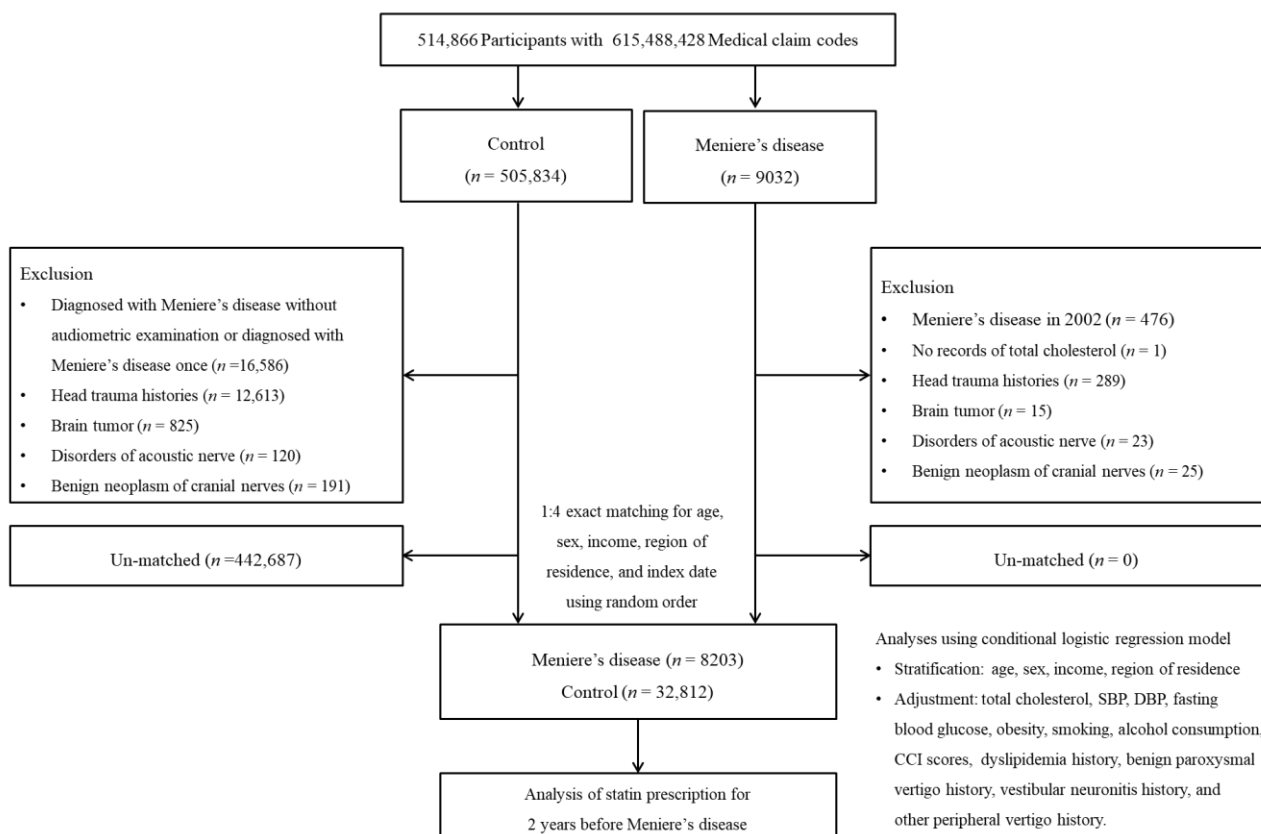 514,866 Participants with 615,488,428 Medical claim codes
Control
(n = 505,834)
Meniere’s disease
(n = 9032)
Exclusion
• Diagnosed with Meniere’s disease without
audiometric examination or diagnosed with
Meniere’s disease once (n =16,586)
• Head trauma histories (n = 12,613)
• Brain tumor (n = 825)
• Disorders of acoustic nerve (n = 120)
• Benign neoplasm of cranial nerves (n = 191)
Exclusion
• Meniere’s disease in 2002 (n = 476)
• No records of total cholesterol (n = 1)
• Head trauma histories (n = 289)
• Brain tumor (n = 15)
• Disorders of acoustic nerve (n = 23)
• Benign neoplasm of cranial nerves (n = 25)
Un-matched (n =442,687)
1:4 exact matching for age,
sex, income, region of
residence, and index date
using random order
Un-matched (n = 0)
Meniere’s disease (n = 8203)
Control (n = 32,812)
Analyses using conditional logistic regression model
• Stratification: age, sex, income, region of residence
• Adjustment: total cholesterol, SBP, DBP, fasting
blood glucose, obesity, smoking, alcohol consumption,
CCI scores, dyslipidemia history, benign paroxysmal
vertigo history, vestibular neuronitis history, and
other peripheral vertigo history.
Analysis of statin prescription for
2 years before Meniere’s disease